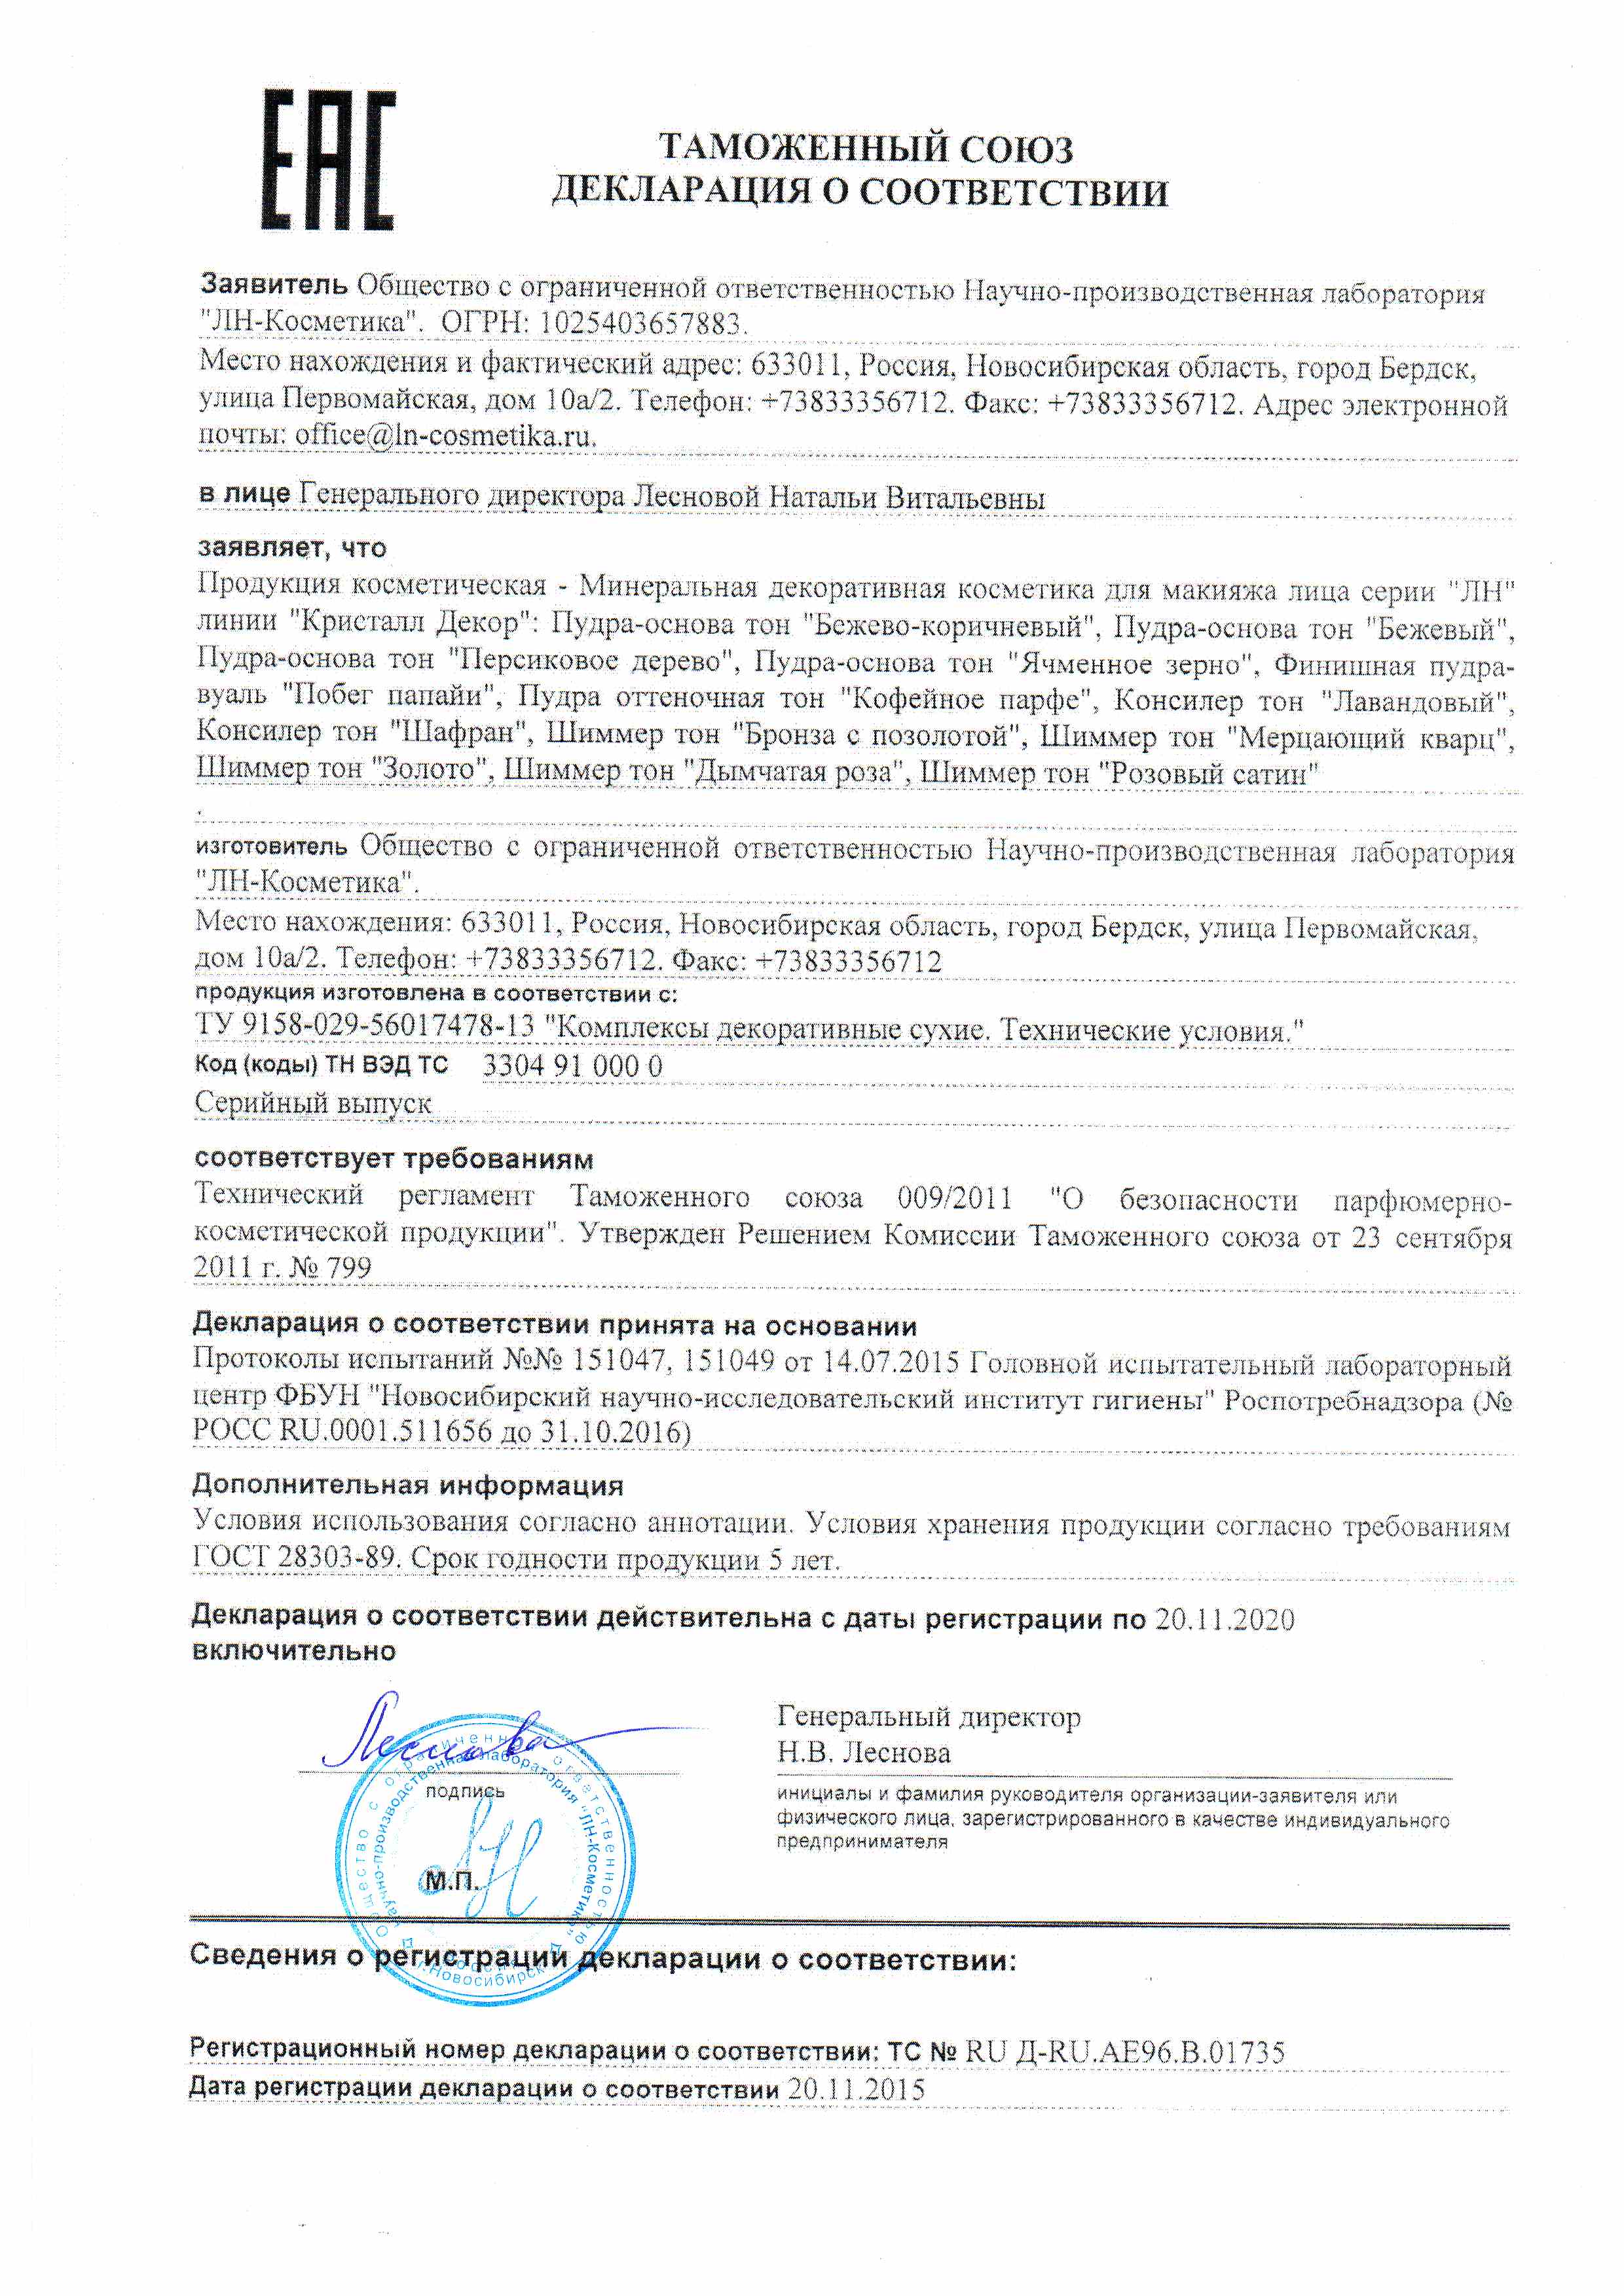 ЕАС
ТАМОЖЕННЫЙ СОЮЗ
ДЕКЛАРАЦИЯ О СООТВЕТСТВИИ
Заявитель Общество с ограниченной ответственностью Научно-производственная лаборатория
"ЛН-Косметика". ОГРН: 1025403657883.
Место нахождения и фактический адрес: 633011, Россия, Новосибирская область, город Бердск,
улица Первомайская, дом 10а/2. Телефон: +73833356712. Факс: +73833356712. Адрес электронной
почты: office@ln-cosmetika.ru.
в лице Генерального директора Лесновой Натальи Витальевны
заявляет, что
Продукция косметическая - Минеральная декоративная косметика для макияжа лица серии "ЛН"
линии "Кристалл Декор": Пудра-основа тон "Бежево-коричневый", Пудра-основа тон "Бежевый",
Пудра-основа тон "Персиковое дерево", Пудра-основа тон "Ячменное зерно", Финишная пудра-
вуаль "Побег папайи", Пудра оттеночная тон "Кофейное парфе", Консилер тон "Лавандовый",
Консилер тон "Шафран", Шиммер тон "Бронза с позолотой", Шиммер тон "Мерцающий кварц",
Шиммер тон "Золото", Шиммер тон "Дымчатая роза", Шиммер тон "Розовый сатин"
.
изготовитель Общество с ограниченной ответственностью Научно-производственная лаборатория
"ЛН-Косметика".
Место нахождения: 633011, Россия, Новосибирская область, город Бердск, улица Первомайская,
дом 10а/2. Телефон: +73833356712. Факс: +73833356712
продукция изготовлена в соответствии с:
ТУ 9158-029-56017478-13 "Комплексы декоративные сухие. Технические условия."
Код (коды) ТН ВЭД ТС 3304 91 000 0
Серийный выпуск
соответствует требованиям
Технический регламент Таможенного союза 009/2011 "О безопасности парфюмерно-
косметической продукции". Утвержден Решением Комиссии Таможенного союза от 23 сентября
2011 г. № 799
Декларация о соответствии принята на основании
Протоколы испытаний №№ 151047, 151049 от 14.07.2015 Головной испытательный лабораторный
центр ФБУН "Новосибирский научно-исследовательский институт гигиены" Роспотребнадзора (№
РОСС RU.0001.511656 до 31.10.2016)
Дополнительная информация
Условия использования согласно аннотации. Условия хранения продукции согласно требованиям
ГОСТ 28303-89. Срок годности продукции 5 лет.
Декларация о соответствии действительна с даты регистрации по 20.11.2020
включительно
Леснова
Генеральный директор
Н.В. Леснова
подпись
инициалы и фамилия руководителя организации-заявителя или
физического лица, зарегистрированного в качестве индивидуального
предпринимателя
Общество с ограниченной ответственностью
Научно-производственная лаборатория "ЛН-Косметика"
ЛН
г.Новосибирск
М.П.
Сведения о регистрации декларации о соответствии:
Регистрационный номер декларации о соответствии: ТС № RU Д-RU.АЕ96.В.01735
Дата регистрации декларации о соответствии 20.11.2015